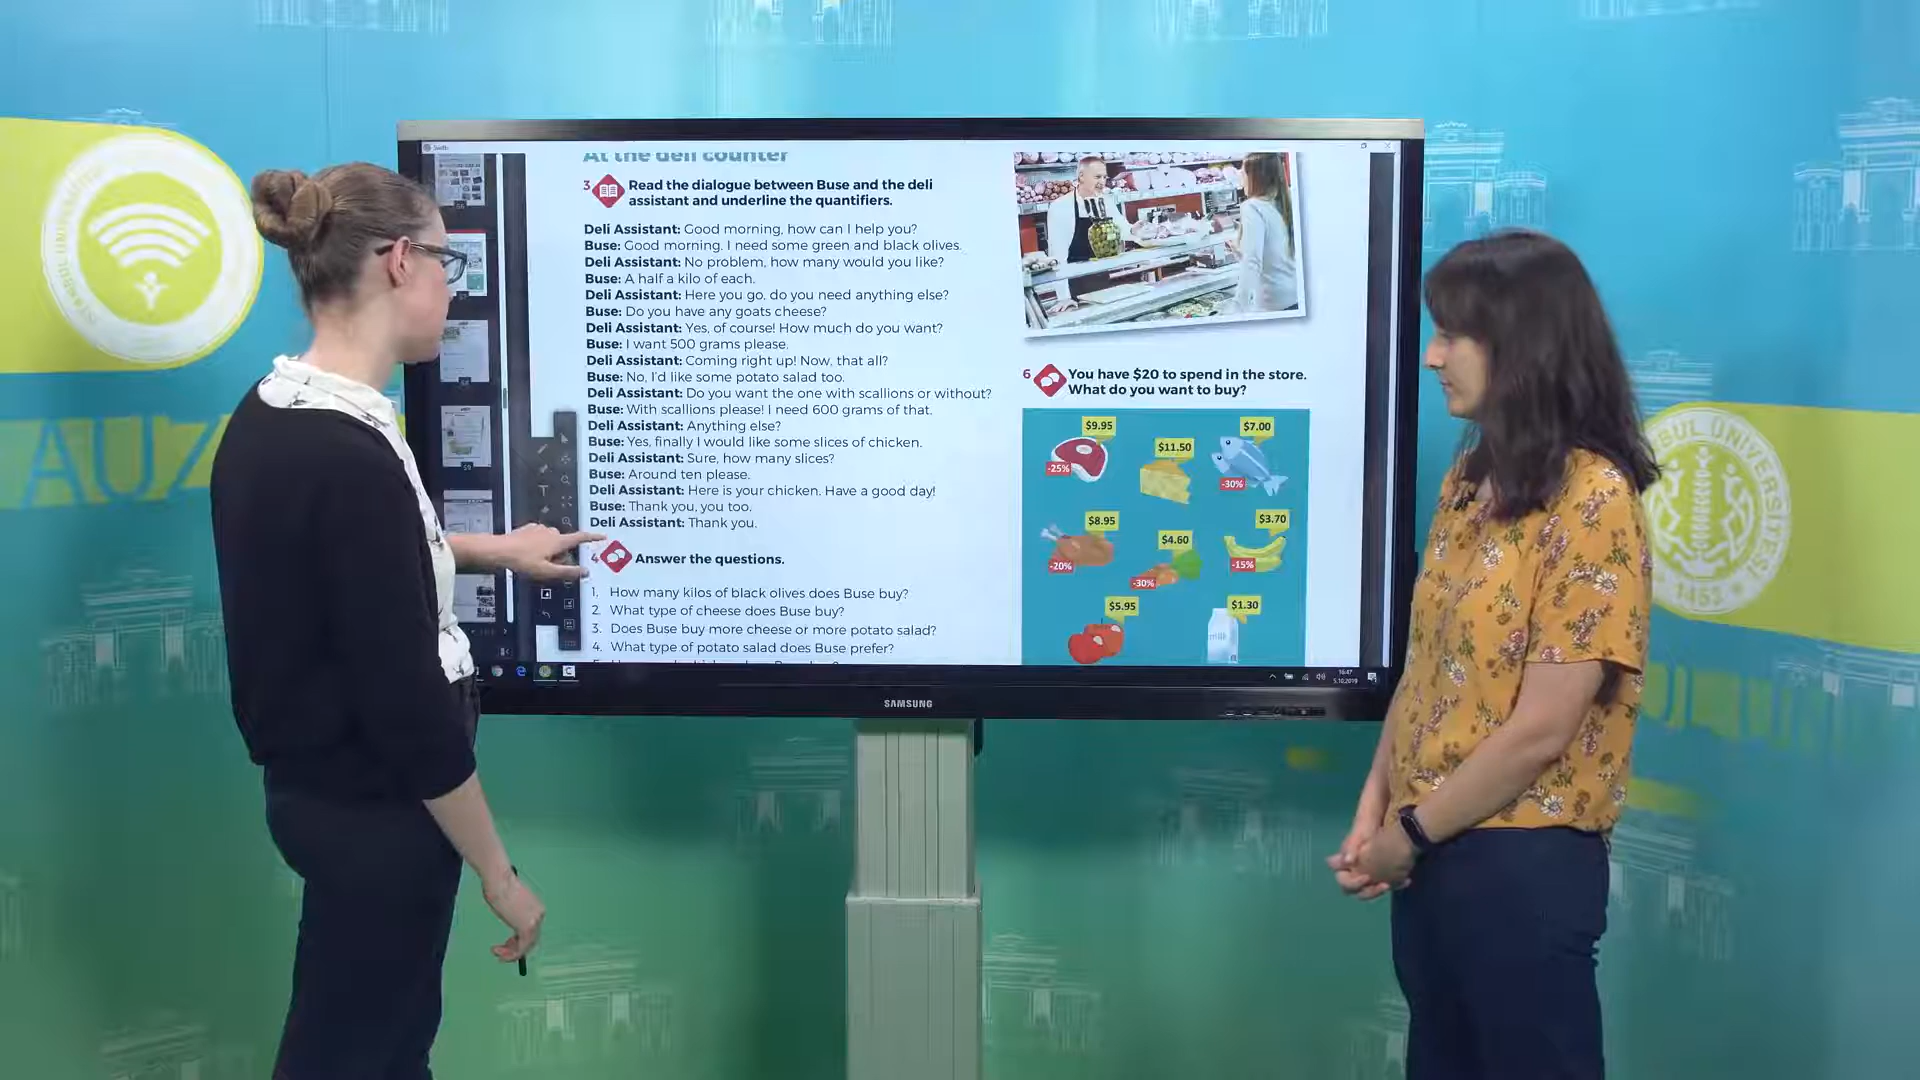 At the deli counter
3 Read the dialogue between Buse and the deli
assistant and underline the quantifiers.
Deli Assistant: Good morning, how can I help you?
Buse: Good morning. I need some green and black olives.
Deli Assistant: No problem, how many would you like?
Buse: A half a kilo of each.
Deli Assistant: Here you go, do you need anything else?
Buse: Do you have any goats cheese?
Deli Assistant: Yes, of course! How much do you want?
Buse: I want 500 grams please.
Deli Assistant: Coming right up! Now, that all?
Buse: No, I'd like some potato salad too.
Deli Assistant: Do you want the one with scallions or without?
Buse: With scallions please! I need 600 grams of that.
Deli Assistant: Anything else?
Buse: Yes, finally I would like some slices of chicken.
Deli Assistant: Sure, how many slices?
Buse: Around ten please.
Deli Assistant: Here is your chicken. Have a good day!
Buse: Thank you, you too.
Deli Assistant: Thank you.
4 Answer the questions.
1. How many kilos of black olives does Buse buy?
2. What type of cheese does Buse buy?
3. Does Buse buy more cheese or more potato salad?
4. What type of potato salad does Buse prefer?
6 You have $20 to spend in the store.
What do you want to buy?
$9.95
-25%
$11.50
$7.00
-30%
$8.95
-20%
$4.60
-30%
$3.70
-15%
$5.95
$1.30
milk
16:47
5.10.2019
SAMSUNG
AUZ
1453